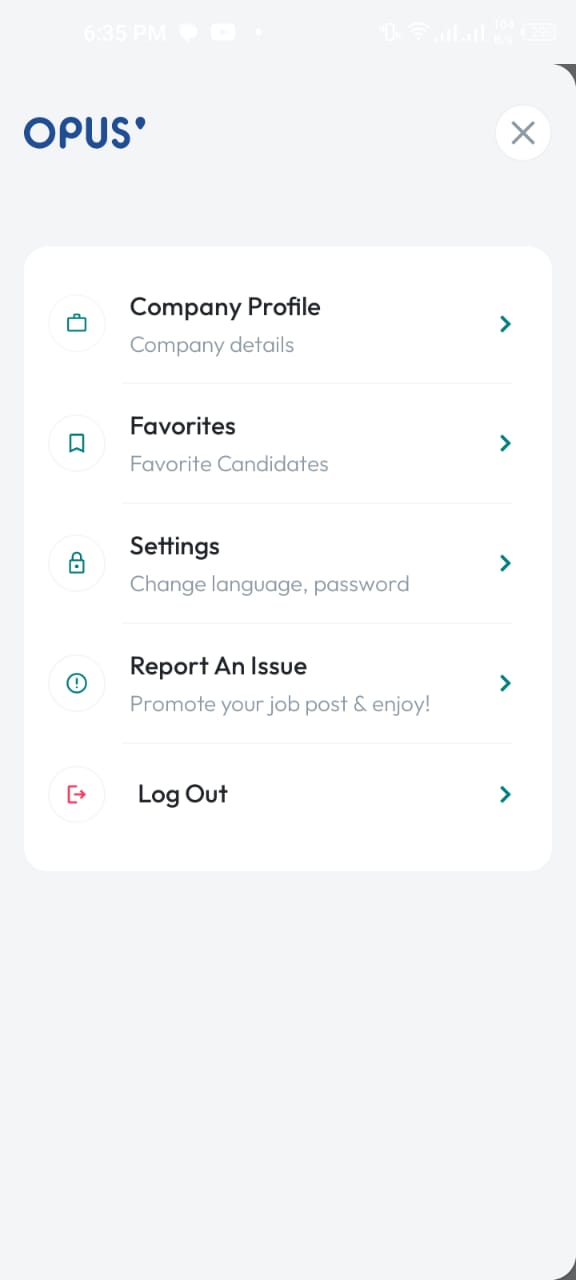 6:35 PM
OPUS'
Company Profile
Company details
Favorites
Favorite Candidates
Settings
Change language, password
Report An Issue
Promote your job post & enjoy!
Log Out